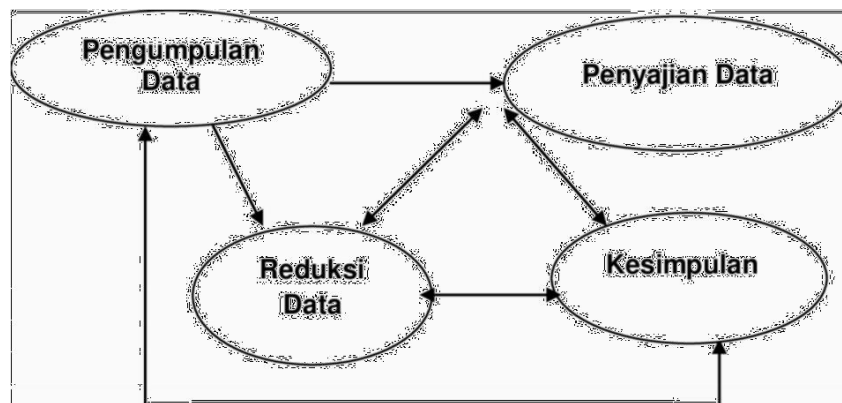 Pengumpulan
Data
Penyajian Data
Reduksi
Data
Kesimpulan